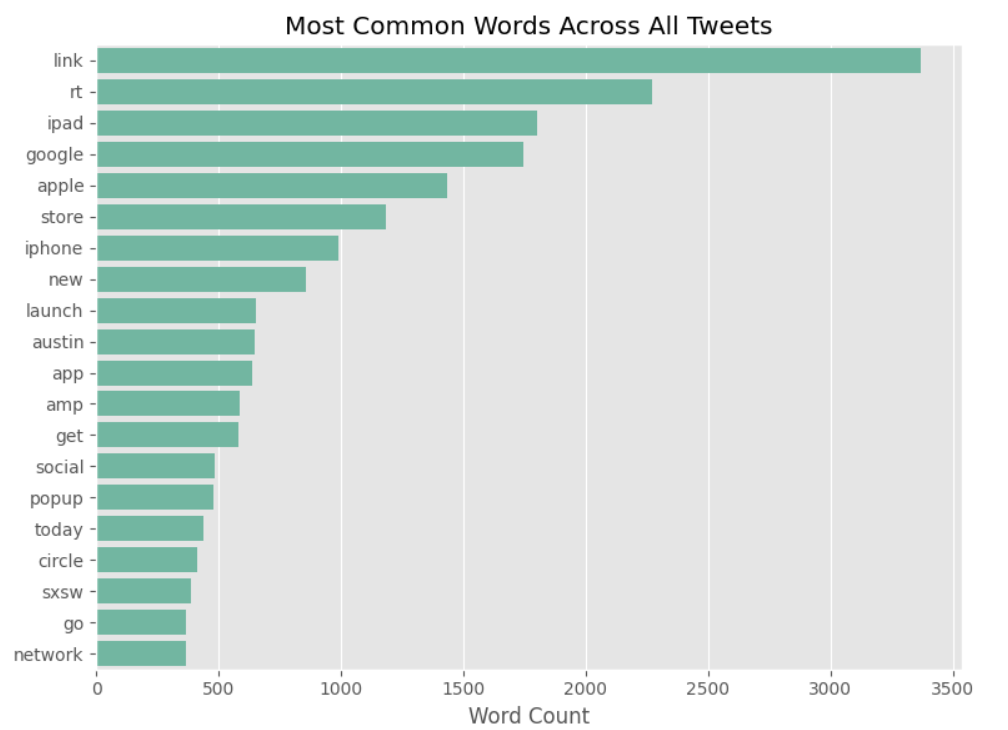 Most Common Words Across All Tweets
link
rt
ipad
google
apple
store
iphone
new
launch
austin
app
amp
get
social
popup
today
circle
sxsw
go
network
0 500 1000 1500 2000 2500 3000 3500
Word Count